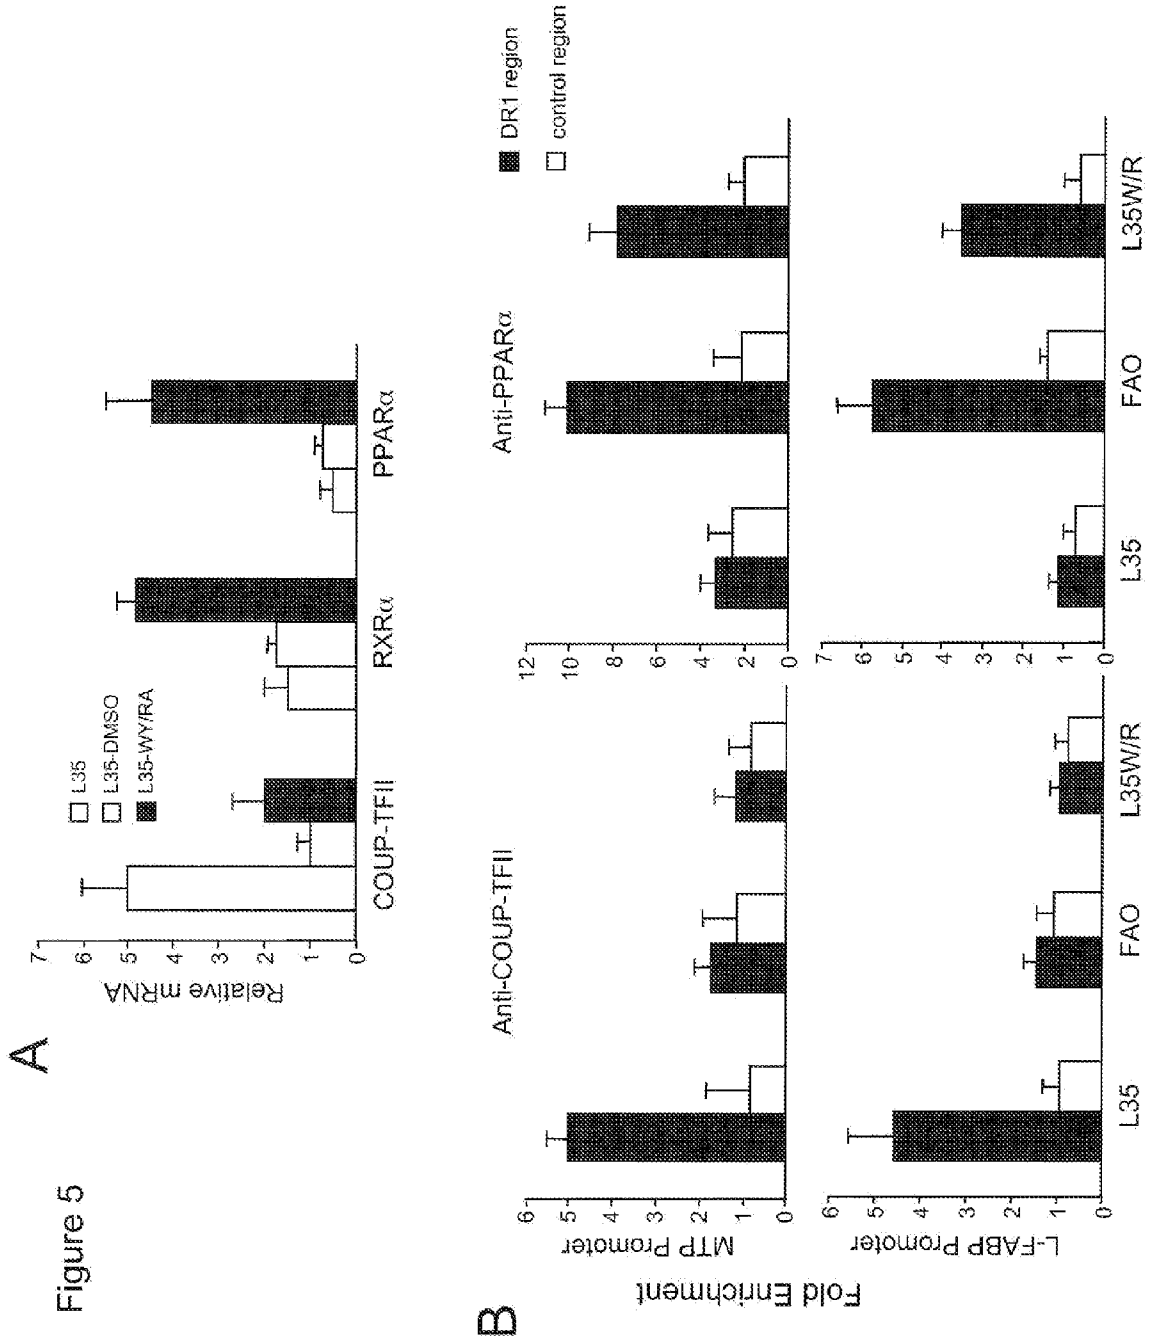 Figure 5
A
Relative mRNA
7
6
5
4
3
2
1
0
L35
L35-DMSO
L35-WY/RA
COUP-TFII
RXRα
PPARα
B
Fold Enrichment
Anti-COUP-TFII
Anti-PPARα
DR1 region
control region
MTP Promoter
6
5
4
3
2
1
0
12
10
8
6
4
2
0
L-FABP Promoter
6
5
4
3
2
1
0
L35
FAO
L35W/R
7
6
5
4
3
2
1
0
L35
FAO
L35W/R